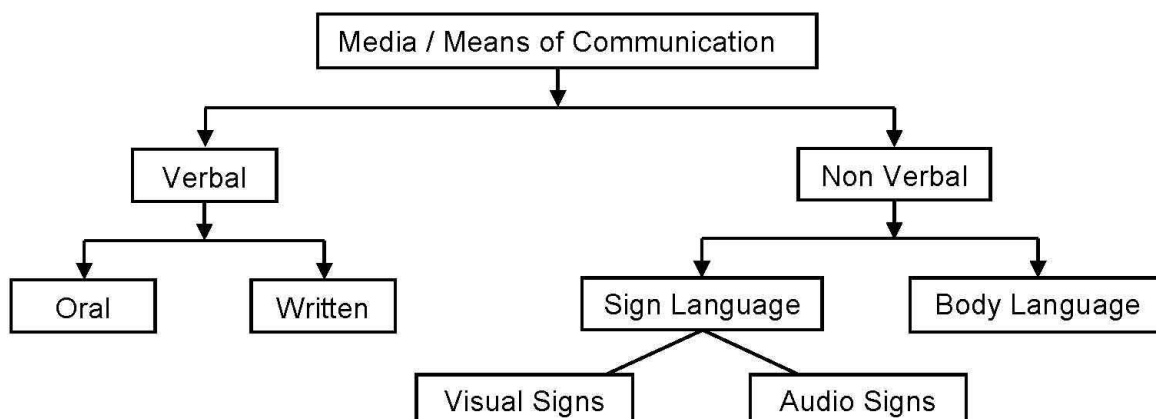 Media / Means of Communication
Verbal
Non Verbal
Oral
Written
Sign Language
Body Language
Visual Signs
Audio Signs